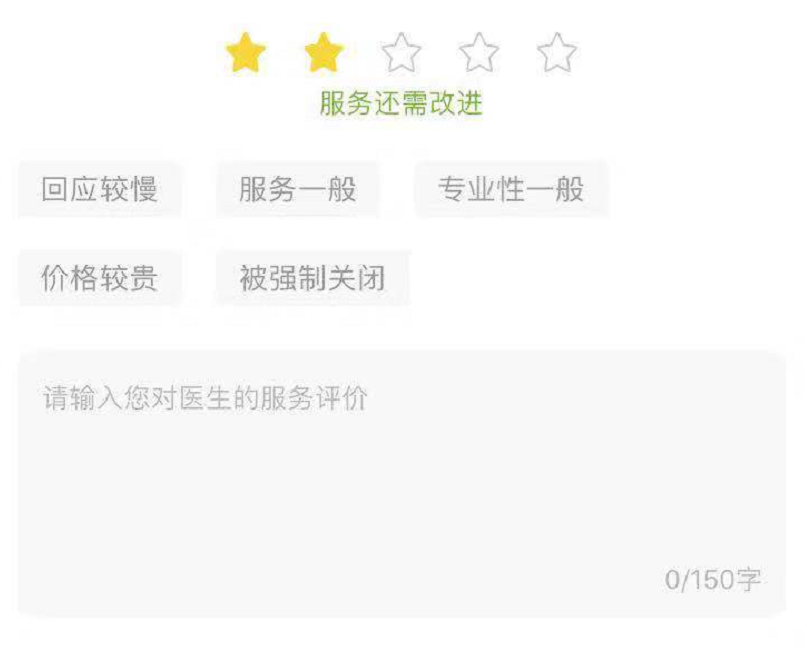 服务还需改进
回应较慢 服务一般 专业性一般
价格较贵 被强制关闭
请输入您对医生的服务评价
0/150字